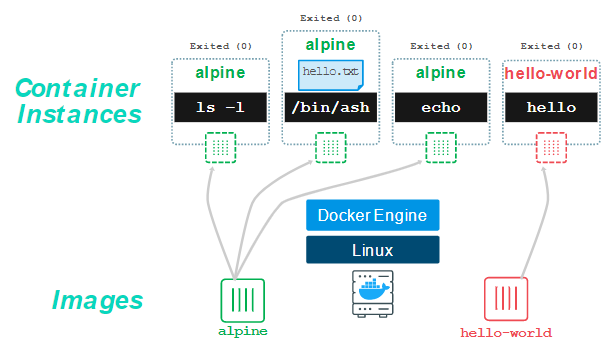 Exited (0)
Exited (0)
Exited (0)
Exited (0)
alpine
alpine
alpine
hello-world
hello.txt
Container
Instances
ls -l
/bin/ash
echo
hello
Docker Engine
Linux
Images
alpine
hello-world